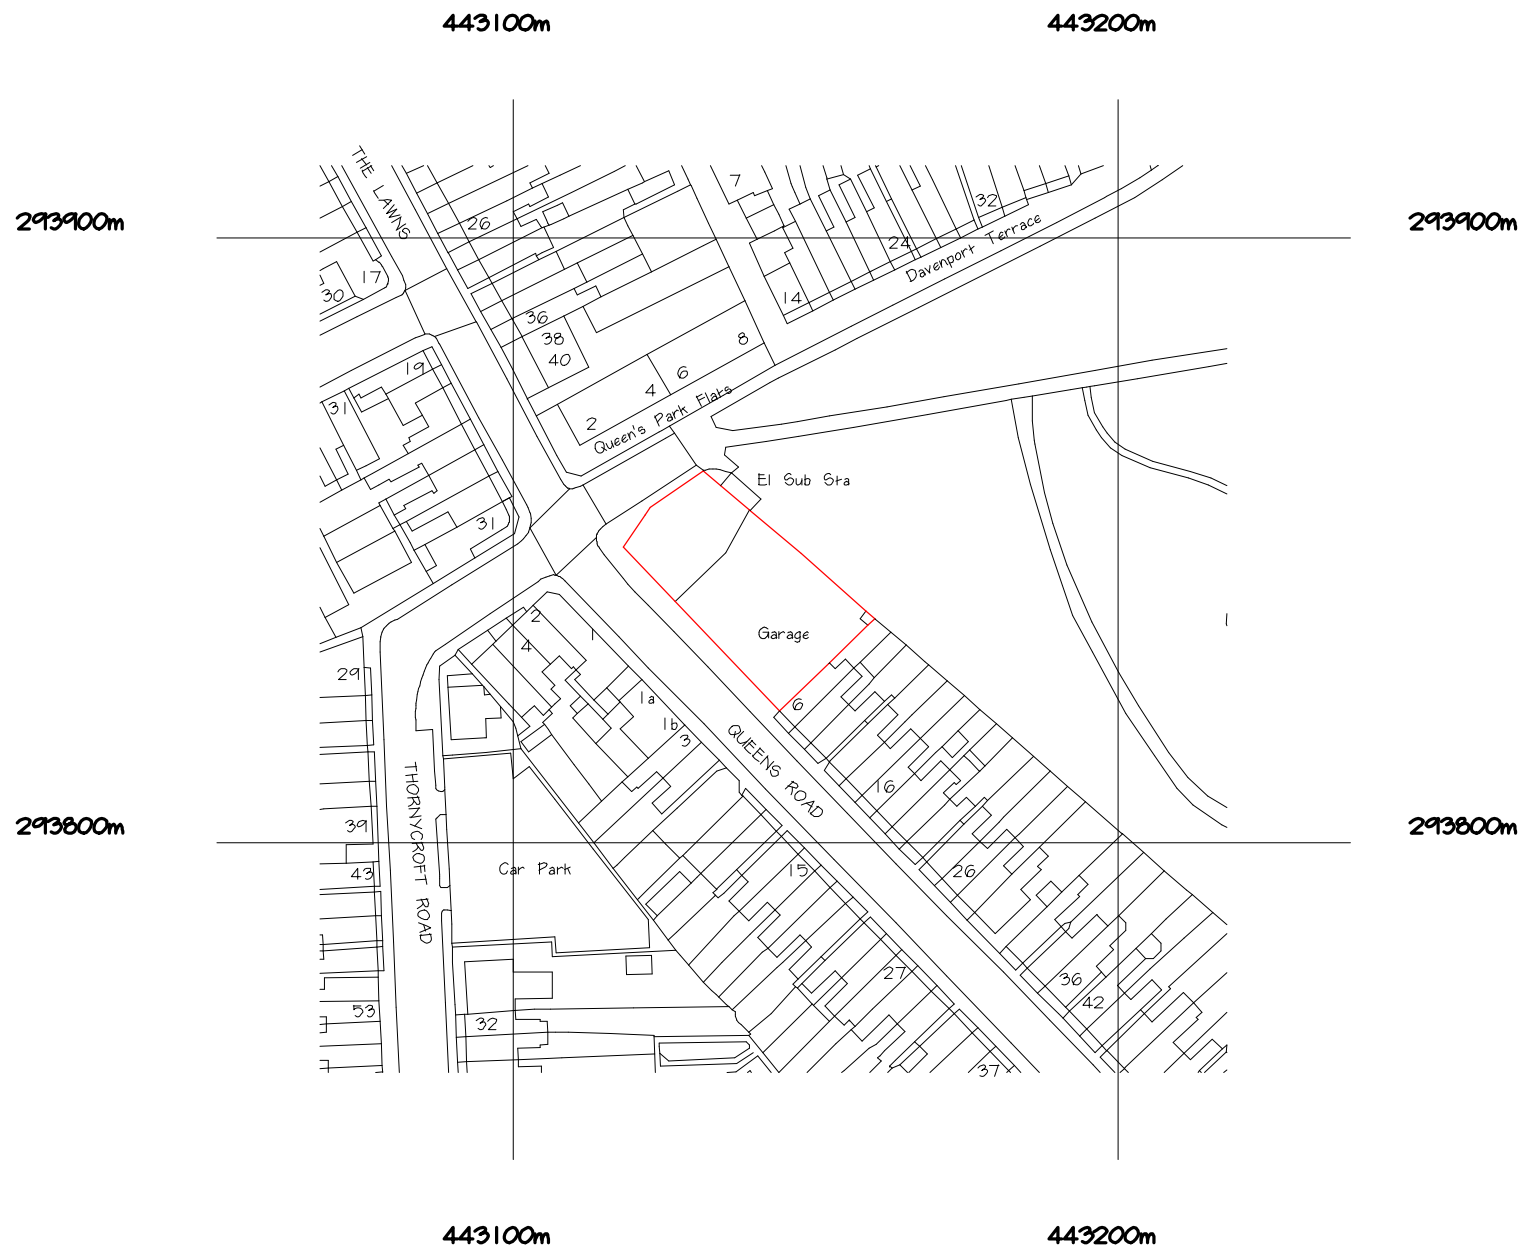 443100m 443200m
THE LAWNS
7
32
26
293900m 293900m
24
Davenport Terrace
17
30
14
36
38
8
40
19
6
4
31
2
Queen's Park Flats
El Sub Sta
31
2
1
Garage
4
29
1a
6
1b
3
QUEENS ROAD
16
THORNYCROFT ROAD
39
293800m 293800m
Car Park
15
26
43
27
36
42
53
32
37
443100m 443200m